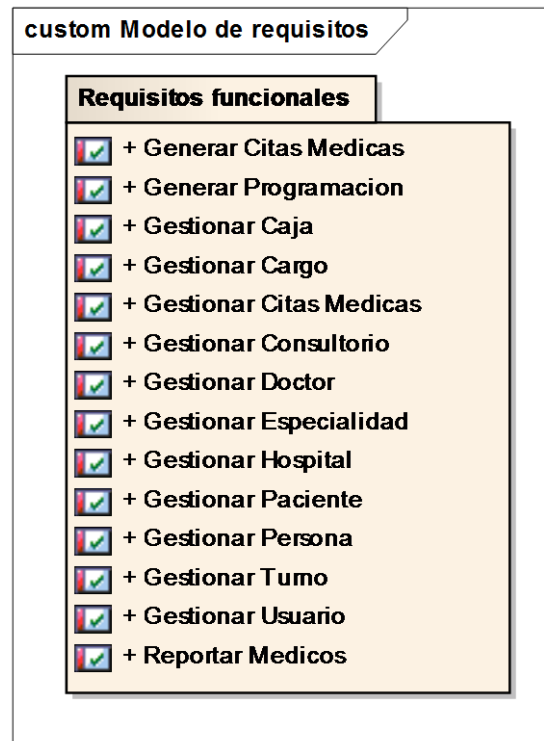 custom Modelo de requisitos
Requisitos funcionales
+ Generar Citas Medicas
+ Generar Programacion
+ Gestionar Caja
+ Gestionar Cargo
+ Gestionar Citas Medicas
+ Gestionar Consultorio
+ Gestionar Doctor
+ Gestionar Especialidad
+ Gestionar Hospital
+ Gestionar Paciente
+ Gestionar Persona
+ Gestionar Turno
+ Gestionar Usuario
+ Reportar Medicos